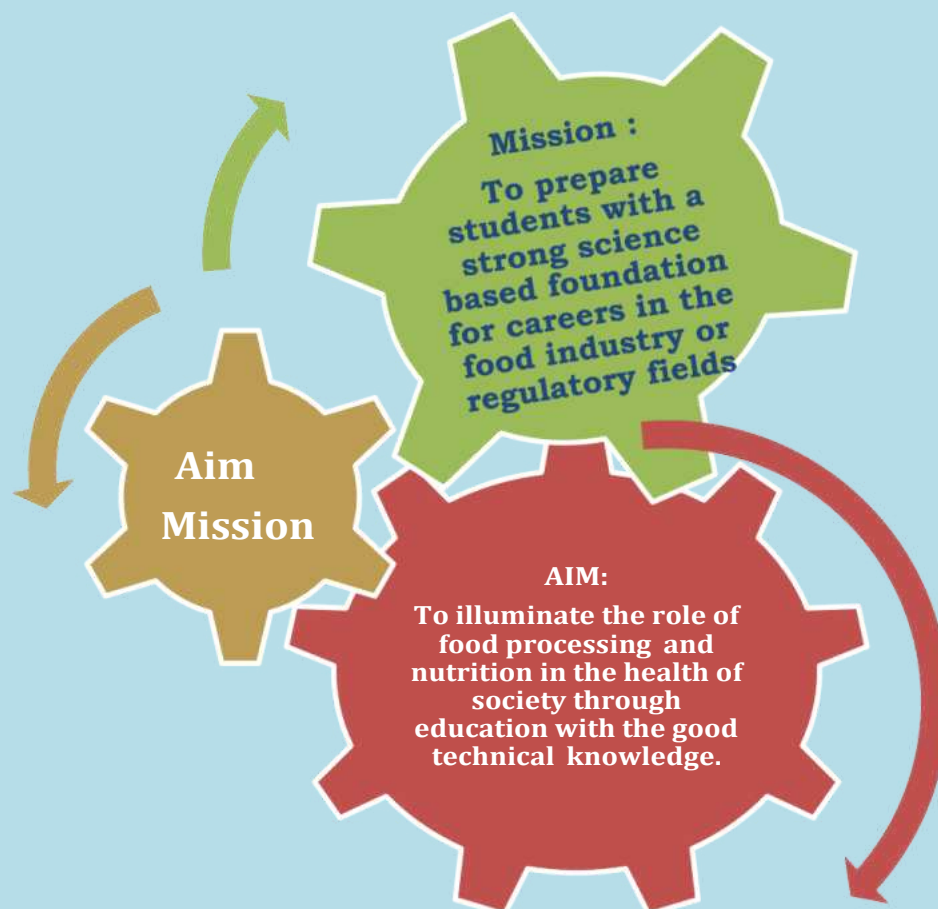 Mission :
To prepare
students with a
strong science
based foundation
for careers in the
food industry or
regulatory fields
Aim
Mission
AIM:
To illuminate the role of
food processing and
nutrition in the health of
society through
education with the good
technical knowledge.